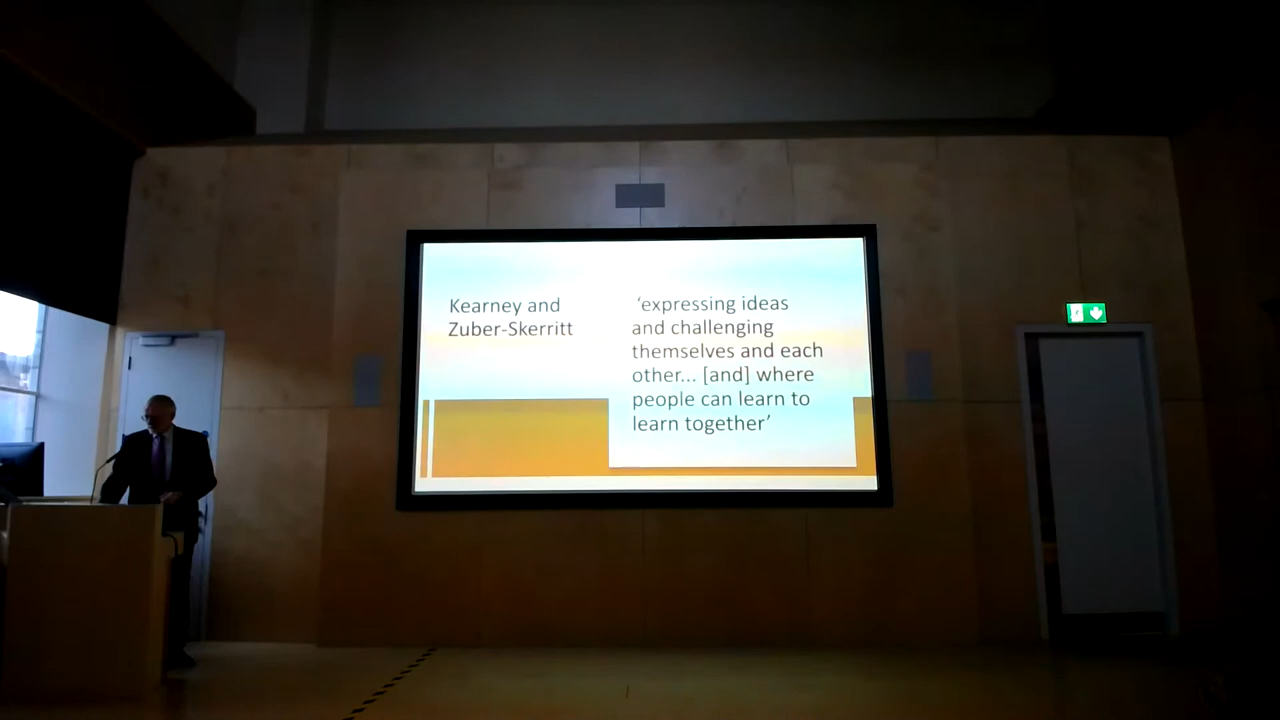 Kearney and
Zuber-Skerritt
‘expressing ideas
and challenging
themselves and each
other... [and] where
people can learn to
learn together’